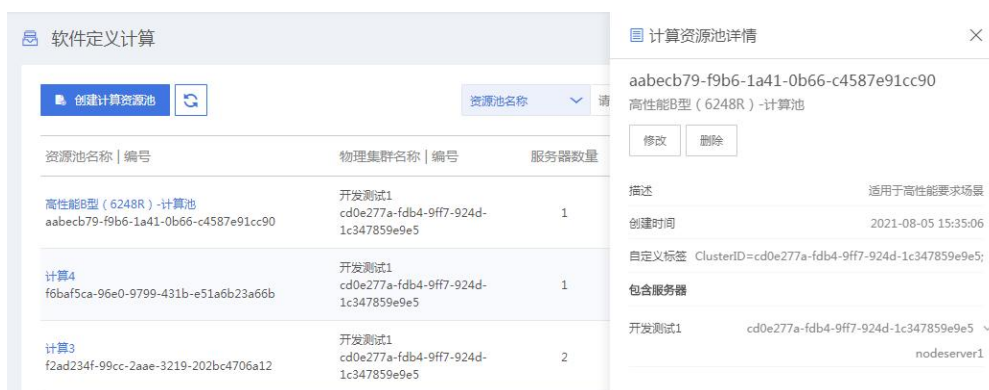 软件定义计算
创建计算资源池
资源池名称
请
资源池名称 | 编号 物理集群名称 | 编号 服务器数量
高性能B型（6248R）-计算池
aabecb79-f9b6-1a41-0b66-c4587e91cc90
开发测试1
cd0e277a-fdb4-9ff7-924d-
1c347859e9e5
1
计算4
f6baf5ca-96e0-9799-431b-e51a6b23a66b
开发测试1
cd0e277a-fdb4-9ff7-924d-
1c347859e9e5
1
计算3
f2ad234f-99cc-2aae-3219-202bc4706a12
开发测试1
cd0e277a-fdb4-9ff7-924d-
1c347859e9e5
2
计算资源池详情
aabecb79-f9b6-1a41-0b66-c4587e91cc90
高性能B型（6248R）-计算池
修改 删除
描述 适用于高性能要求场景
创建时间 2021-08-05 15:35:06
自定义标签 ClusterID=cd0e277a-fdb4-9ff7-924d-1c347859e9e5;
包含服务器
开发测试1 cd0e277a-fdb4-9ff7-924d-1c347859e9e5
nodeserver1